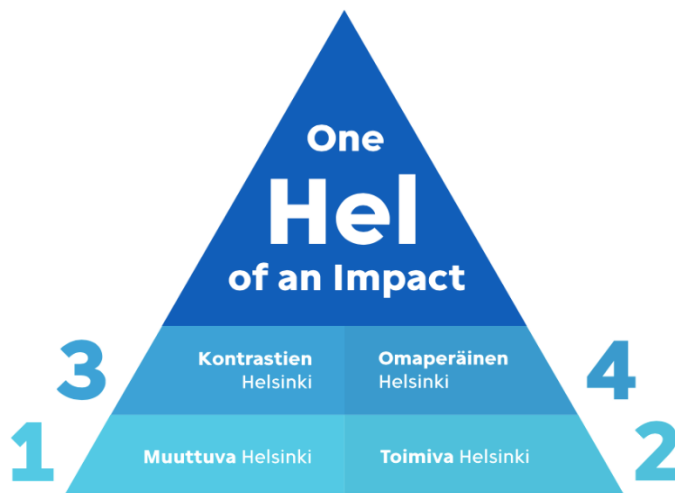 One
Hel
of an Impact
3
Kontrastien
Helsinki
Omaperäinen
Helsinki
4
1
Muuttuva Helsinki
Toimiva Helsinki
2